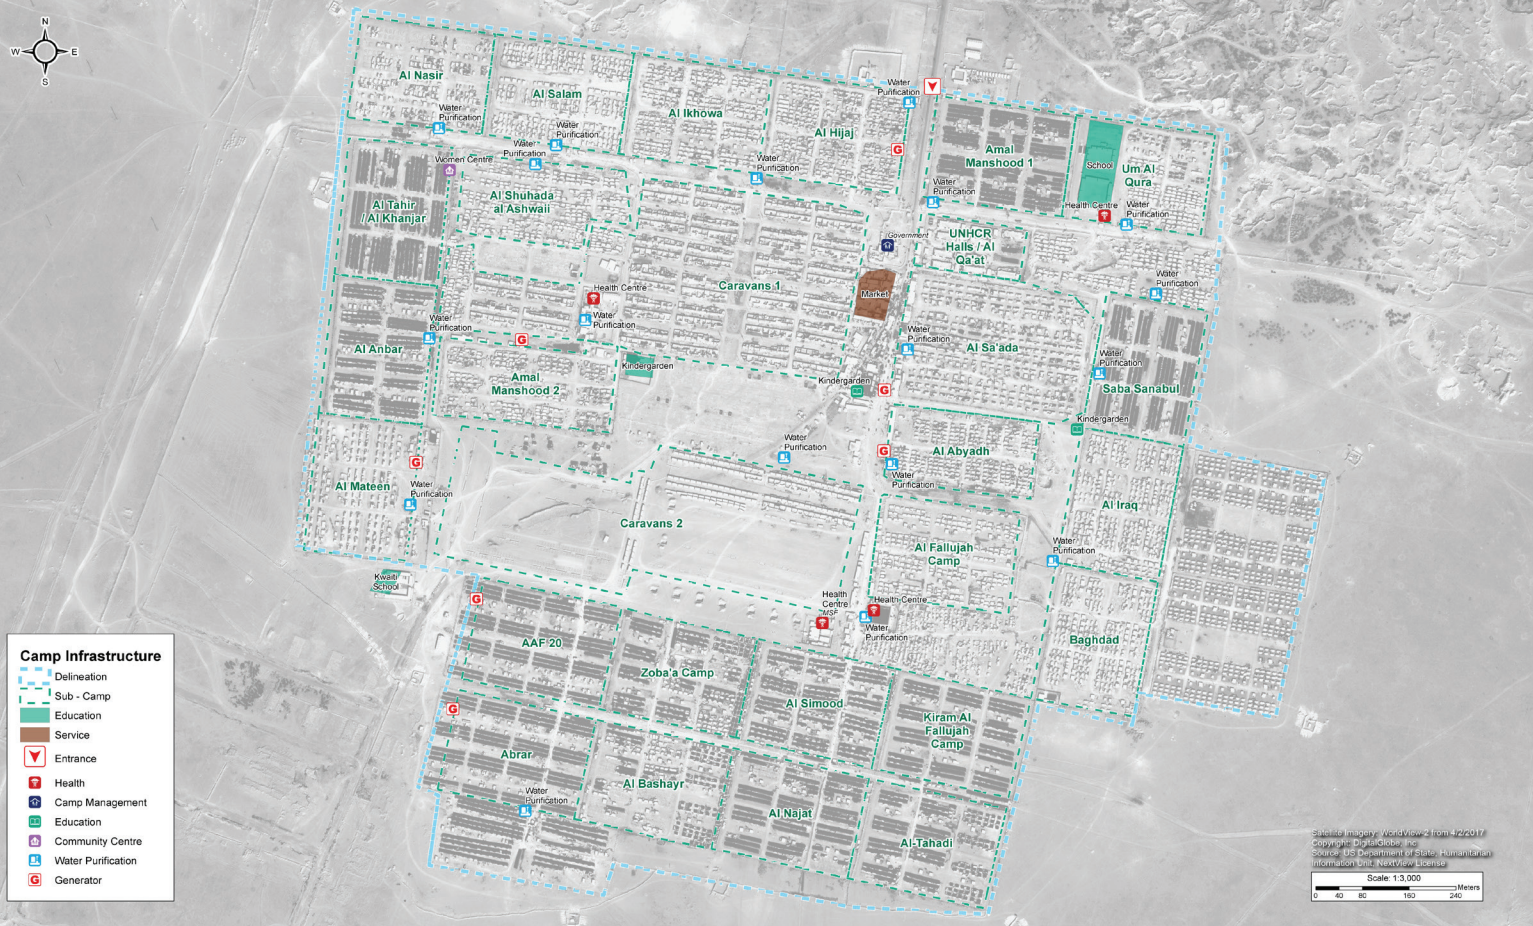 N
W E
S
Al Nasir
Al Salam
Al Ikhowa
Al Hijaj
Water
Purification
Water
Purification
Water
Purification
Water
Purification
Water
Purification
Amal
Manshood 1
School
Um Al
Qura
Women Centre
Al Tahir
/ Al Khanjar
Al Shuhada
al Ashwaii
Water
Purification
Health Centre
Water
Purification
Government
UNHCR
Halls / Al
Qa'at
Caravans 1
Market
Health Centre
Water
Purification
Water
Purification
Water
Purification
Al Anbar
Water
Purification
Al Sa'ada
Water
Purification
Saba Sanabul
Amal
Manshood 2
Kindergarden
Kindergarden
Kindergarden
Water
Purification
Al Abyadh
Water
Purification
Al Mateen
Water
Purification
Al Iraq
Caravans 2
Al Fallujah
Camp
Water
Purification
Kwaiti
School
Health
Centre
MSF
Health Centre
Water
Purification
Baghdad
AAF 20
Zoba'a Camp
Al Simood
Kiram Al
Fallujah
Camp
Abrar
Al Bashayr
Water
Purification
Al Najat
Al-Tahadi
G
G
G
G
G
G
G
Camp Infrastructure
Delineation
Sub - Camp
Education
Service
Entrance
Health
Camp Management
Education
Community Centre
Water Purification
G Generator
Satellite Imagery: WorldView-2 from 4/2/2017
Copyright: DigitalGlobe, Inc
Source: US Department of State, Humanitarian
Information Unit, NextView License
Scale: 1:3,000
Meters
0 40 80 160 240